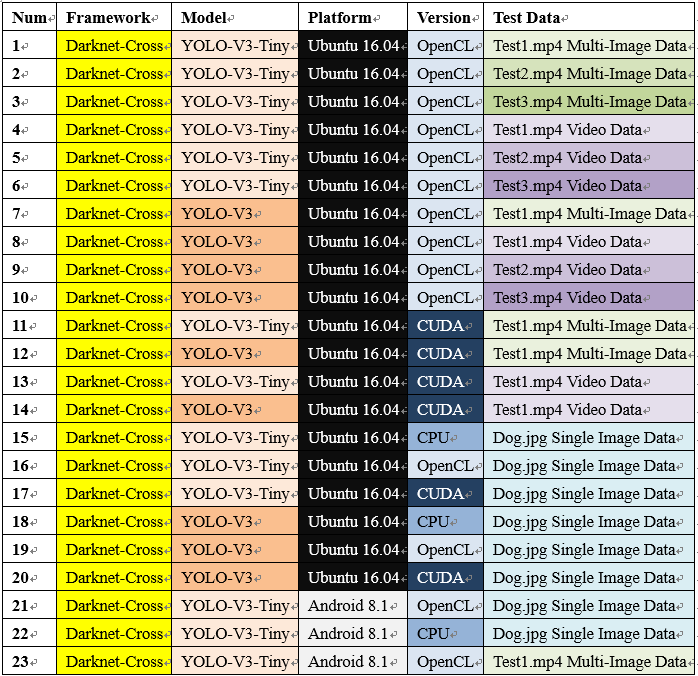 Num Framework Model Platform Version Test Data
1 Darknet-Cross YOLO-V3-Tiny Ubuntu 16.04 OpenCL Test1.mp4 Multi-Image Data
2 Darknet-Cross YOLO-V3-Tiny Ubuntu 16.04 OpenCL Test2.mp4 Multi-Image Data
3 Darknet-Cross YOLO-V3-Tiny Ubuntu 16.04 OpenCL Test3.mp4 Multi-Image Data
4 Darknet-Cross YOLO-V3-Tiny Ubuntu 16.04 OpenCL Test1.mp4 Video Data
5 Darknet-Cross YOLO-V3-Tiny Ubuntu 16.04 OpenCL Test2.mp4 Video Data
6 Darknet-Cross YOLO-V3-Tiny Ubuntu 16.04 OpenCL Test3.mp4 Video Data
7 Darknet-Cross YOLO-V3 Ubuntu 16.04 OpenCL Test1.mp4 Multi-Image Data
8 Darknet-Cross YOLO-V3 Ubuntu 16.04 OpenCL Test1.mp4 Video Data
9 Darknet-Cross YOLO-V3 Ubuntu 16.04 OpenCL Test2.mp4 Video Data
10 Darknet-Cross YOLO-V3 Ubuntu 16.04 OpenCL Test3.mp4 Video Data
11 Darknet-Cross YOLO-V3-Tiny Ubuntu 16.04 CUDA Test1.mp4 Multi-Image Data
12 Darknet-Cross YOLO-V3 Ubuntu 16.04 CUDA Test1.mp4 Multi-Image Data
13 Darknet-Cross YOLO-V3-Tiny Ubuntu 16.04 CUDA Test1.mp4 Video Data
14 Darknet-Cross YOLO-V3 Ubuntu 16.04 CUDA Test1.mp4 Video Data
15 Darknet-Cross YOLO-V3-Tiny Ubuntu 16.04 CPU Dog.jpg Single Image Data
16 Darknet-Cross YOLO-V3-Tiny Ubuntu 16.04 OpenCL Dog.jpg Single Image Data
17 Darknet-Cross YOLO-V3-Tiny Ubuntu 16.04 CUDA Dog.jpg Single Image Data
18 Darknet-Cross YOLO-V3 Ubuntu 16.04 CPU Dog.jpg Single Image Data
19 Darknet-Cross YOLO-V3 Ubuntu 16.04 OpenCL Dog.jpg Single Image Data
20 Darknet-Cross YOLO-V3 Ubuntu 16.04 CUDA Dog.jpg Single Image Data
21 Darknet-Cross YOLO-V3-Tiny Android 8.1 OpenCL Dog.jpg Single Image Data
22 Darknet-Cross YOLO-V3-Tiny Android 8.1 CPU Dog.jpg Single Image Data
23 Darknet-Cross YOLO-V3-Tiny Android 8.1 OpenCL Test1.mp4 Multi-Image Data